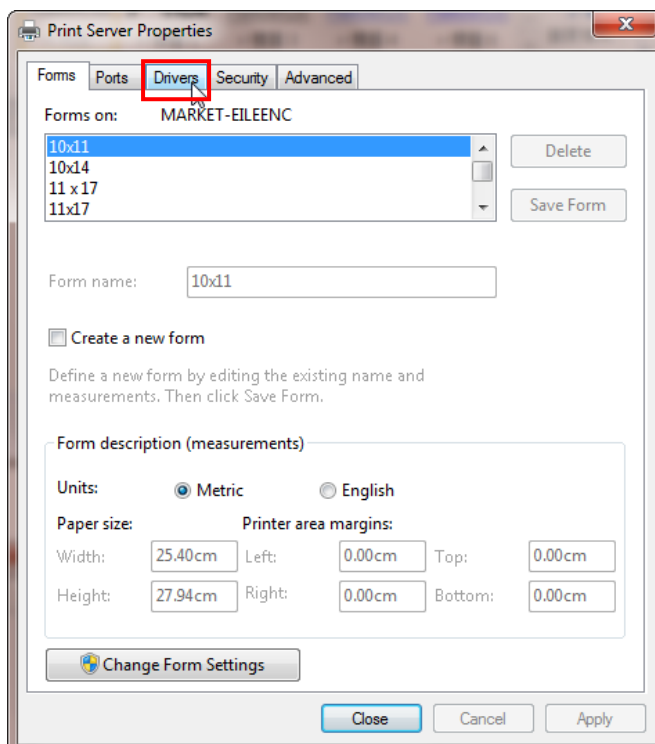 Print Server Properties
Forms Ports Drivers Security Advanced
Forms on: MARKET-EILEENC
10x11
10x14
11 x 17
11x17
Delete
Save Form
Form name: 10x11
Create a new form
Define a new form by editing the existing name and
measurements. Then click Save Form.
Form description (measurements)
Units: Metric English
Paper size: Printer area margins:
Width: 25.40cm Left: 0.00cm Top: 0.00cm
Height: 27.94cm Right: 0.00cm Bottom: 0.00cm
Change Form Settings
Close Cancel Apply